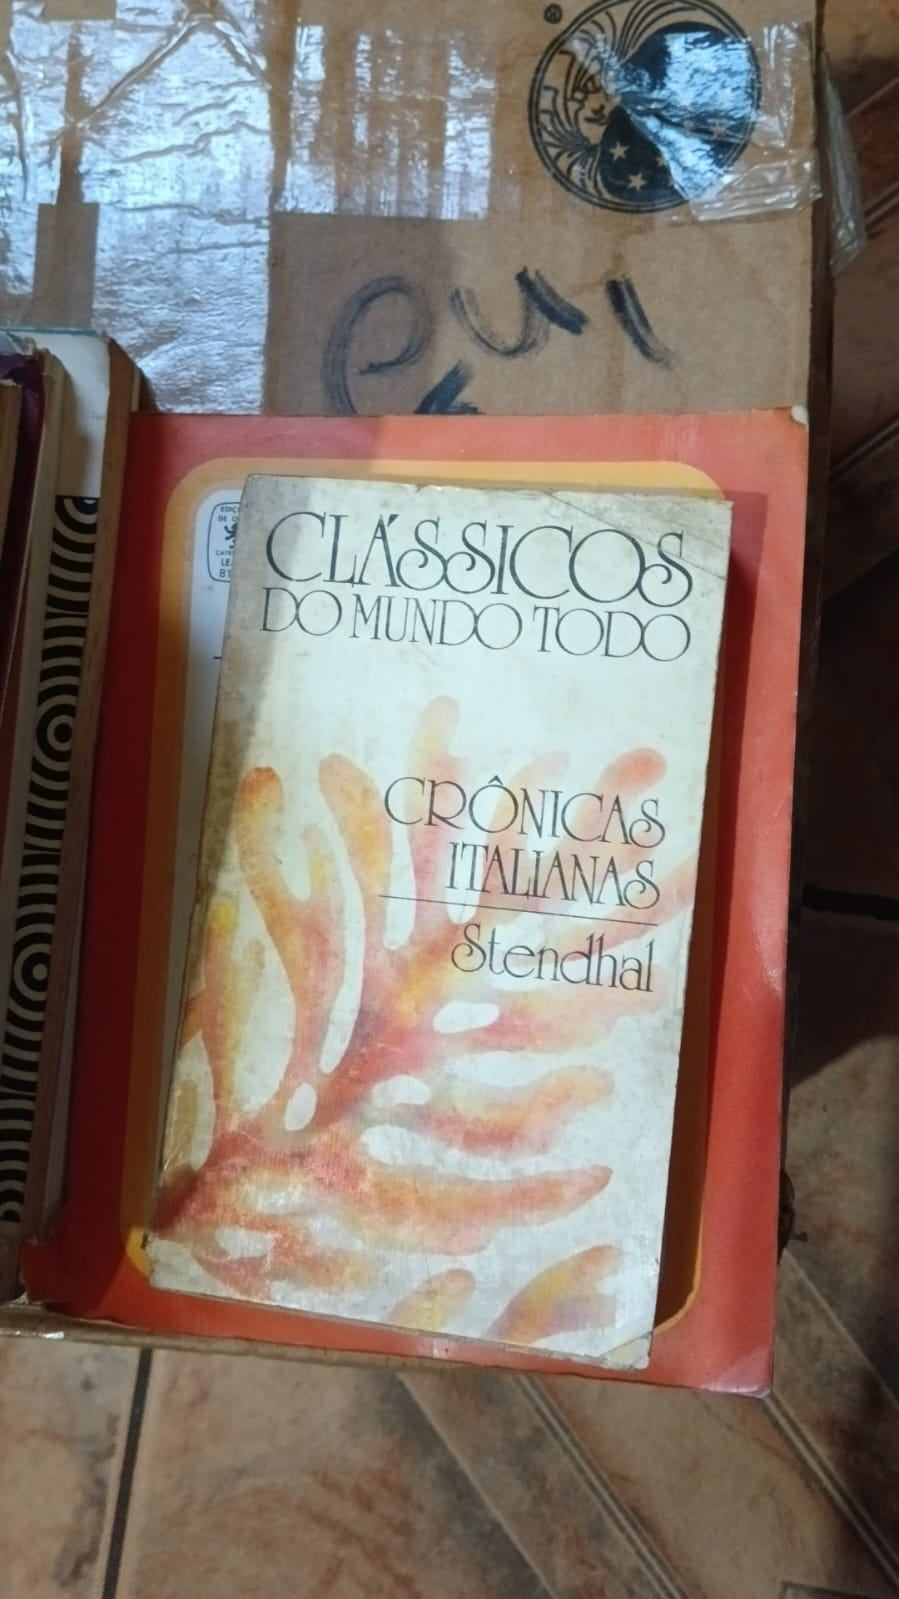 CLÁSSICOS
DO MUNDO TODO
CRÔNICAS
ITALIANAS
Stendhal